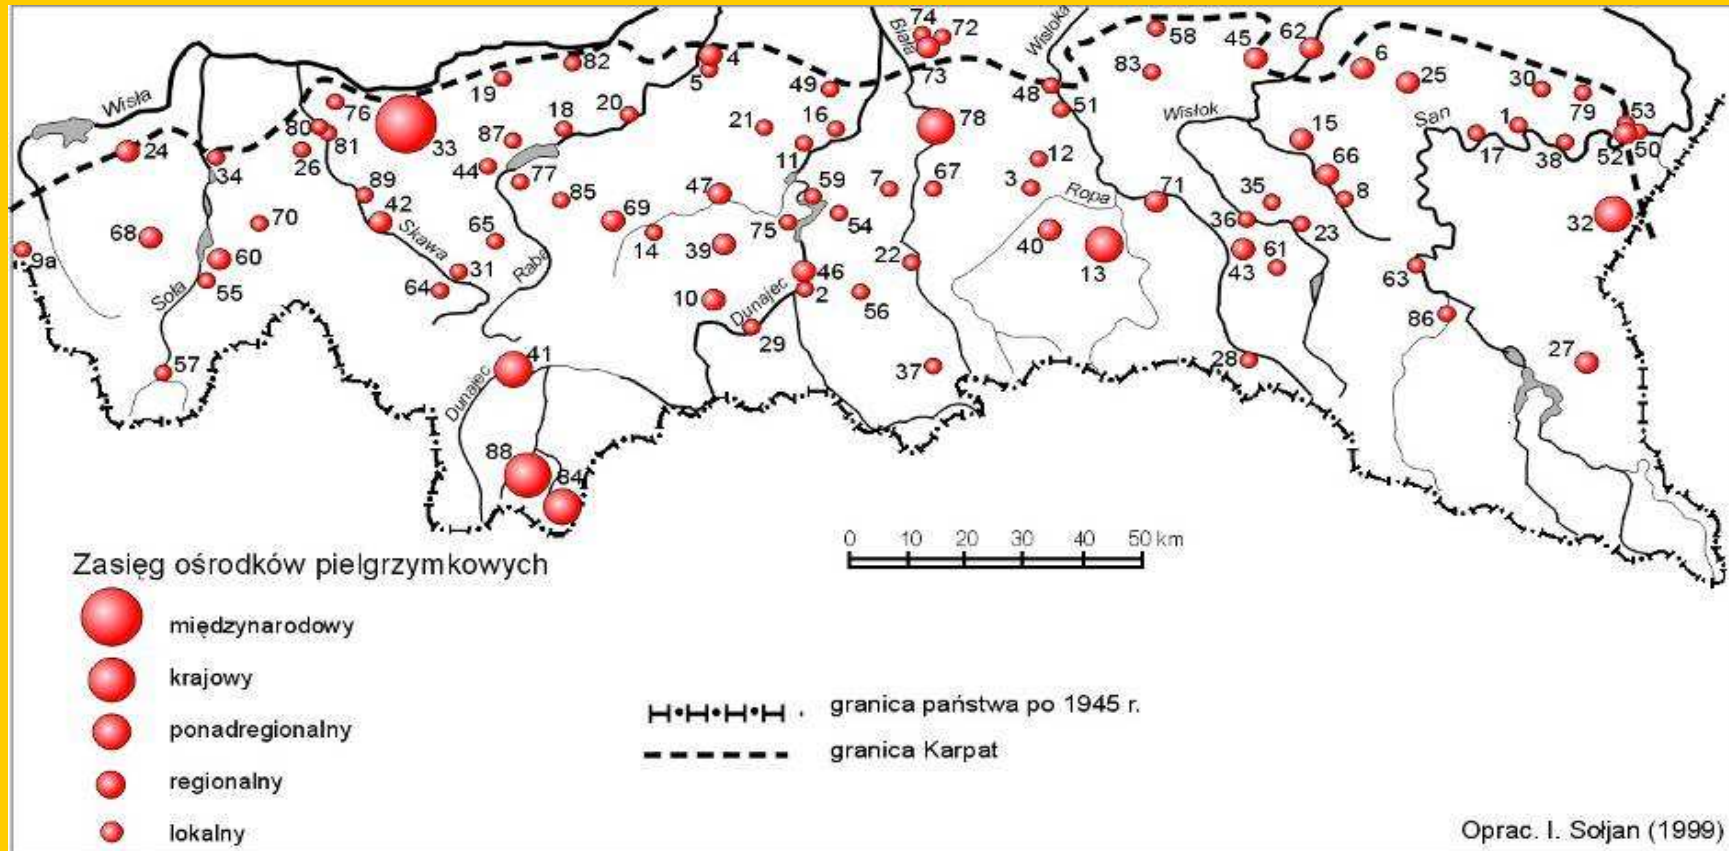 74 72
58 45 62
82 4
Biała
Wisłoka
6
83 25
Wisła
19 5 49 73 48
30 79
76 18 20 51
80 81 33 87 21 16 78
Wisłok
San
15 1 53
24 26 11
17 38 52 50
34 44 77 12 66
89 85 47 59 7 67 3
Ropa
71 35 8
68 70 42
Skawa
65 69 14 75 54 40
36 23 32
9a 60 31
Raba
39 22 13
43 61 63
Soła
55 64 10 46
Dunajec
2 56
86
29
57 41
Dunajec
37 28 27
88 84
0 10 20 30 40 50 km
Zasięg ośrodków pielgrzymkowych
międzynarodowy
krajowy
ponadregionalny
regionalny
lokalny
granica państwa po 1945 r.
granica Karpat
Oprac. I. Sołjan (1999)